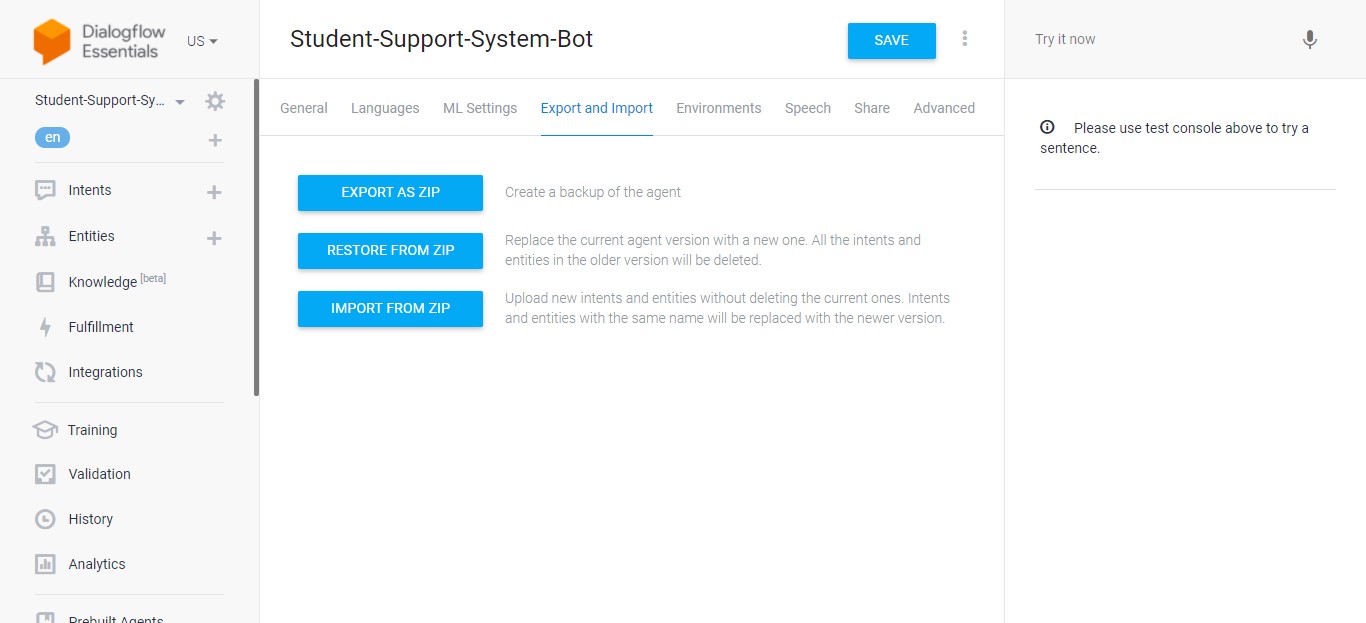 Dialogflow
Essentials
US
Student-Support-Sy...
en
Intents
Entities
Knowledge [beta]
Fulfillment
Integrations
Training
Validation
History
Analytics
Prebuilt Agents
Student-Support-System-Bot
SAVE
General Languages ML Settings Export and Import Environments Speech Share Advanced
EXPORT AS ZIP
Create a backup of the agent
RESTORE FROM ZIP
Replace the current agent version with a new one. All the intents and
entities in the older version will be deleted.
IMPORT FROM ZIP
Upload new intents and entities without deleting the current ones. Intents
and entities with the same name will be replaced with the newer version.
Try it now
Please use test console above to try a
sentence.